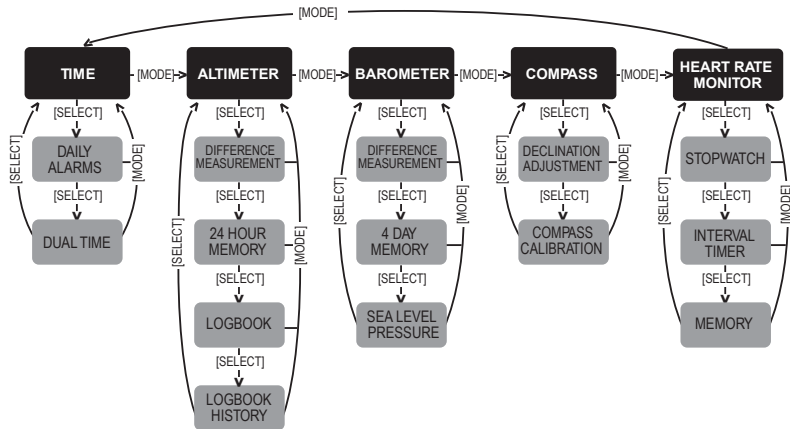 [MODE]
TIME
[MODE]
ALTIMETER
[MODE]
BAROMETER
[MODE]
COMPASS
[MODE]
HEART RATE
MONITOR
[SELECT]
[SELECT]
[SELECT]
[SELECT]
[SELECT]
DAILY
ALARMS
DIFFERENCE
MEASUREMENT
DIFFERENCE
MEASUREMENT
DECLINATION
ADJUSTMENT
STOPWATCH
[SELECT]
[MODE]
[SELECT]
[MODE]
[SELECT]
[SELECT]
[SELECT]
[SELECT]
[SELECT]
DUAL TIME
24 HOUR
MEMORY
4 DAY
MEMORY
COMPASS
CALIBRATION
INTERVAL
TIMER
[SELECT]
[MODE]
[SELECT]
[MODE]
[SELECT]
[MODE]
[SELECT]
[SELECT]
[SELECT]
LOGBOOK
SEA LEVEL
PRESSURE
MEMORY
[SELECT]
LOGBOOK
HISTORY